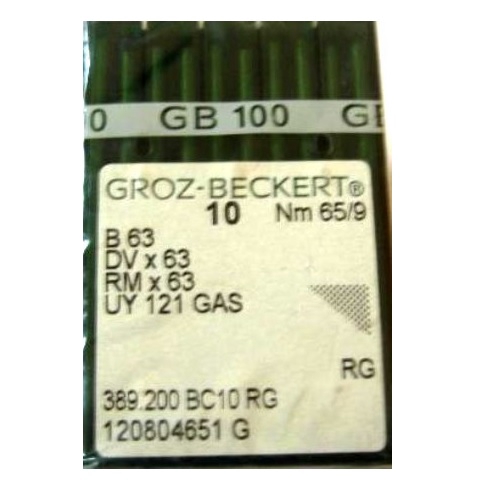 0 GB 100 GE
GROZ-BECKERT®
10 Nm 65/9
B 63
DV x 63
RM x 63
UY 121 GAS
RG
389.200 BC10 RG
120804651 G